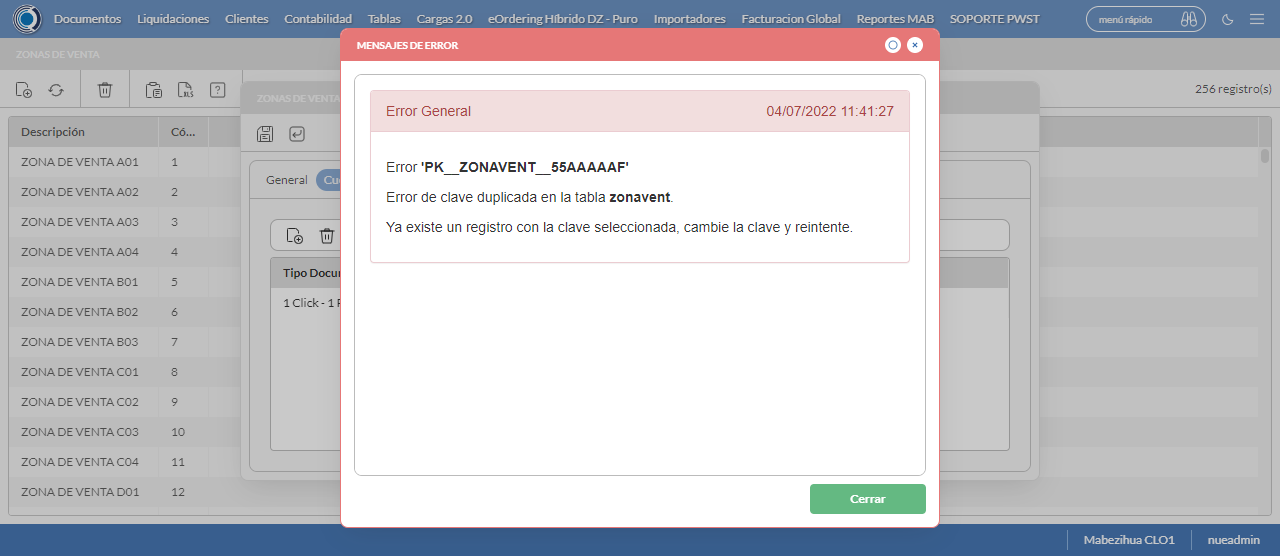 Documentos Liquidaciones Clientes Contabilidad Tablas Cargas 2.0 eOrdering Híbrido DZ - Puro Importadores Facturacion Global Reportes MAB SOPORTE PWST menú rápido
ZONAS DE VENTA
MENSAJES DE ERROR
XLS
256 registro(s)
ZONAS DE VENTA
Error General 04/07/2022 11:41:27
Descripción Có...
ZONA DE VENTA A01 1
ZONA DE VENTA A02 2
ZONA DE VENTA A03 3
ZONA DE VENTA A04 4
ZONA DE VENTA B01 5
ZONA DE VENTA B02 6
ZONA DE VENTA B03 7
ZONA DE VENTA C01 8
ZONA DE VENTA C02 9
ZONA DE VENTA C03 10
ZONA DE VENTA C04 11
ZONA DE VENTA D01 12
General
Error 'PK__ZONAVENT__55AAAAAF'
Error de clave duplicada en la tabla zonavent.
Ya existe un registro con la clave seleccionada, cambie la clave y reintente.
1 Click - 1
Cerrar
Mabezihua CLO1 nueadmin